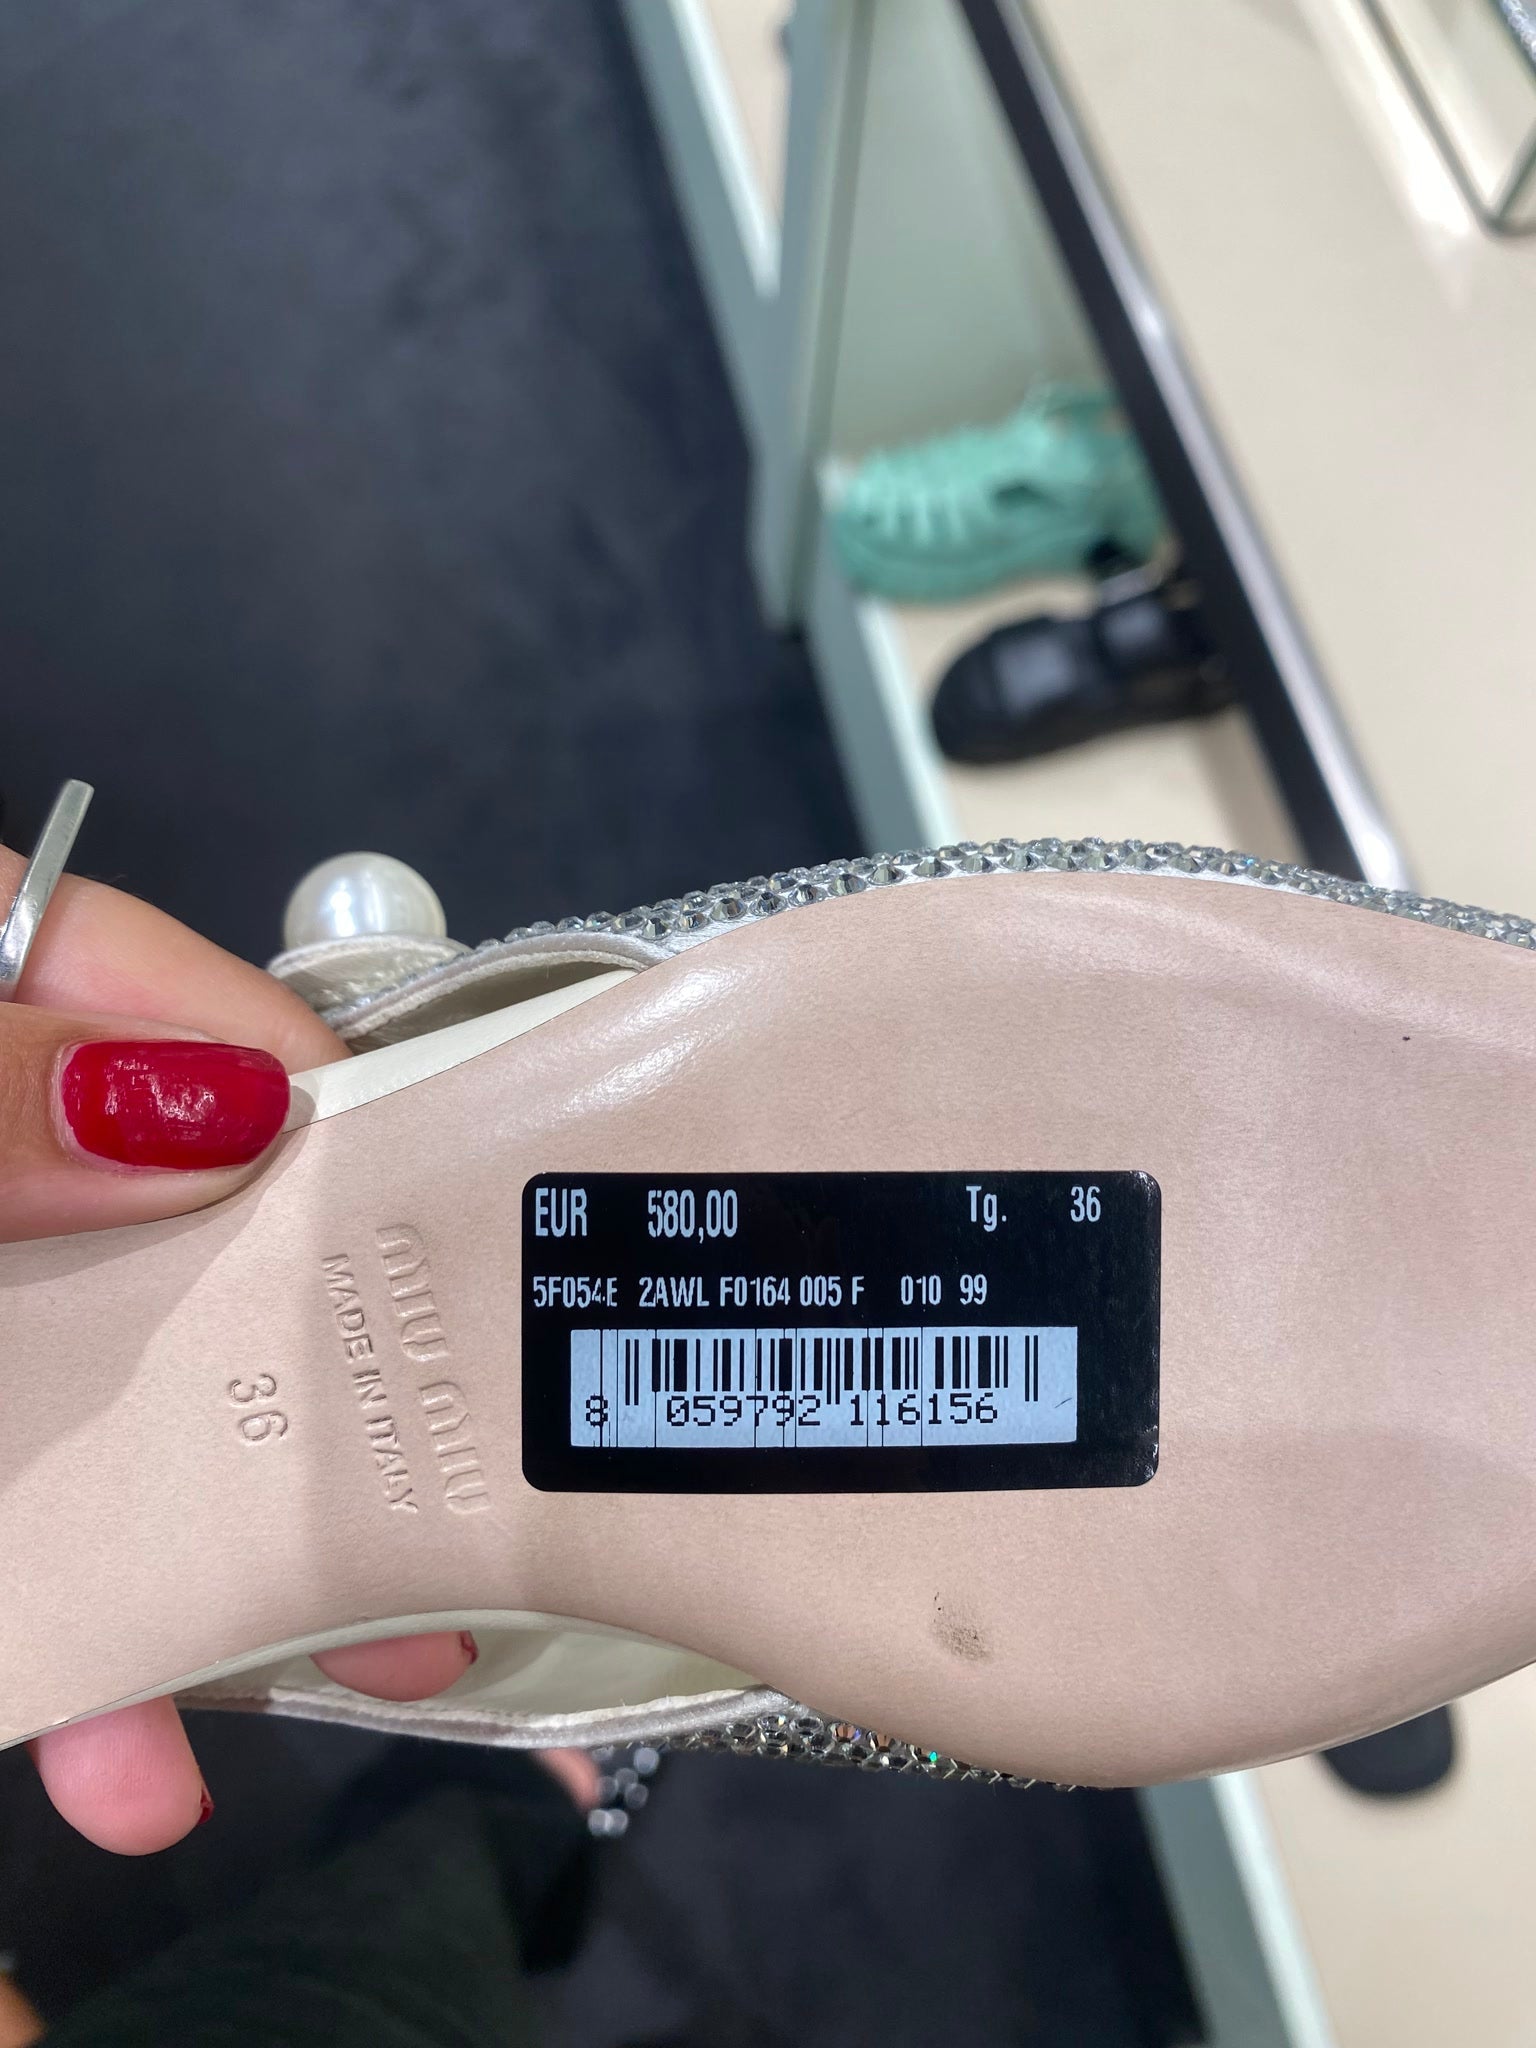 EUR 580,00 Tg. 36
5F054E 2AWL F0164 005 F 010 99
8 059792 116156
miu miu
MADE IN ITALY
36